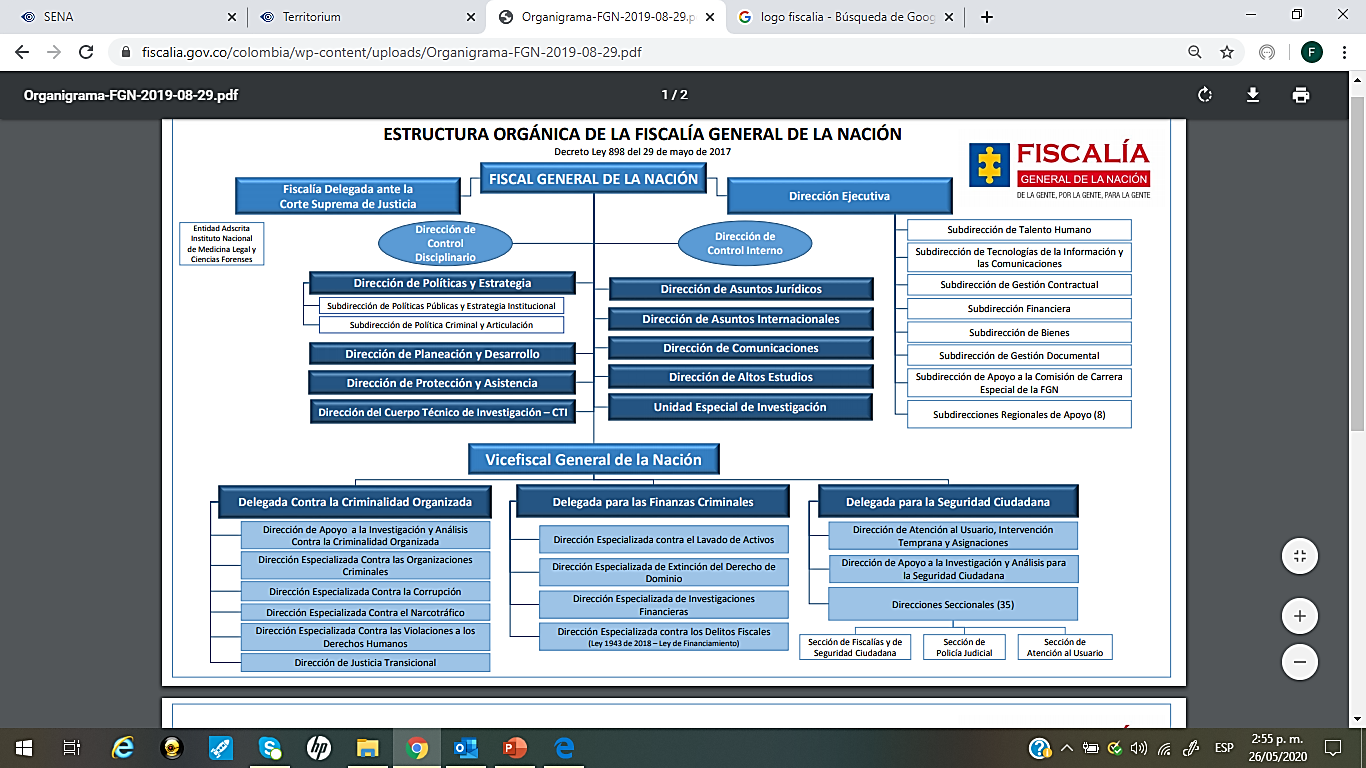 SENA
Territorium
Organigrama-FGN-2019-08-29.p
logo fiscalia - Búsqueda de Goog
fiscalia.gov.co/colombia/wp-content/uploads/Organigrama-FGN-2019-08-29.pdf
F
Organigrama-FGN-2019-08-29.pdf
1 / 2
ESTRUCTURA ORGÁNICA DE LA FISCALÍA GENERAL DE LA NACIÓN
Decreto Ley 898 del 29 de mayo de 2017
FISCALÍA
GENERAL DE LA NACIÓN
DE LA GENTE, POR LA GENTE, PARA LA GENTE
FISCAL GENERAL DE LA NACIÓN
Fiscalía Delegada ante la
Corte Suprema de Justicia
Dirección Ejecutiva
Entidad Adscrita
Instituto Nacional
de Medicina Legal y
Ciencias Forenses
Dirección de
Control
Disciplinario
Dirección de
Control Interno
Subdirección de Talento Humano
Subdirección de Tecnologías de la Información y
las Comunicaciones
Subdirección de Gestión Contractual
Subdirección Financiera
Subdirección de Bienes
Subdirección de Gestión Documental
Subdirección de Apoyo a la Comisión de Carrera
Especial de la FGN
Subdirecciones Regionales de Apoyo (8)
Dirección de Políticas y Estrategia
Subdirección de Políticas Públicas y Estrategia Institucional
Subdirección de Política Criminal y Articulación
Dirección de Planeación y Desarrollo
Dirección de Protección y Asistencia
Dirección del Cuerpo Técnico de Investigación – CTI
Dirección de Asuntos Jurídicos
Dirección de Asuntos Internacionales
Dirección de Comunicaciones
Dirección de Altos Estudios
Unidad Especial de Investigación
Vicefiscal General de la Nación
Delegada Contra la Criminalidad Organizada
Dirección de Apoyo a la Investigación y Análisis
Contra la Criminalidad Organizada
Dirección Especializada Contra las Organizaciones
Criminales
Dirección Especializada Contra la Corrupción
Dirección Especializada Contra el Narcotráfico
Dirección Especializada Contra las Violaciones a los
Derechos Humanos
Dirección de Justicia Transicional
Delegada para las Finanzas Criminales
Dirección Especializada contra el Lavado de Activos
Dirección Especializada de Extinción del Derecho de
Dominio
Dirección Especializada de Investigaciones
Financieras
Dirección Especializada contra los Delitos Fiscales
(Ley 1943 de 2018 – Ley de Financiamiento)
Delegada para la Seguridad Ciudadana
Dirección de Atención al Usuario, Intervención
Temprana y Asignaciones
Dirección de Apoyo a la Investigación y Análisis para
la Seguridad Ciudadana
Direcciones Seccionales (35)
Sección de Fiscalías y de
Seguridad Ciudadana
Sección de
Policía Judicial
Sección de
Atención al Usuario
ESP
2:55 p. m.
26/05/2020